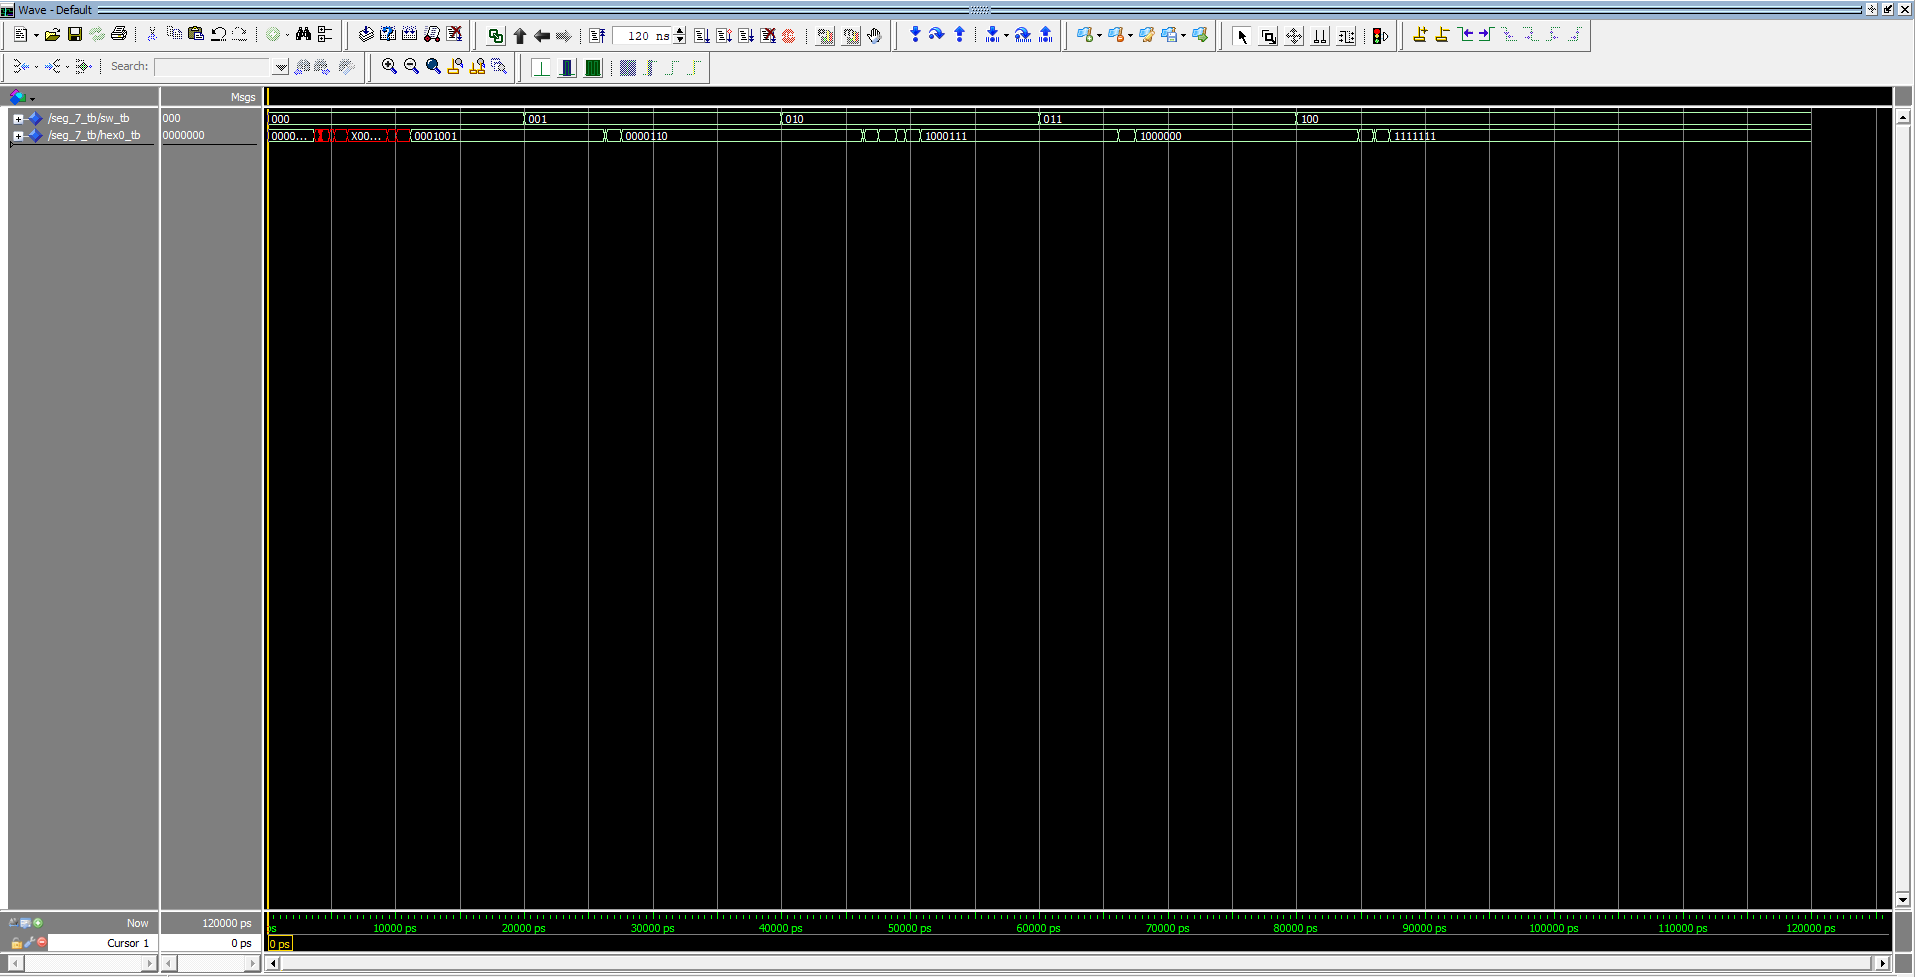 Wave - Default
120 ns
Search:
Msgs
/seg_7_tb/sw_tb 000 000 001 010 011 100
/seg_7_tb/hex0_tb 0000000 0000... X00... 0001001 0000110 1000111 1000000 1111111
Now 120000 ps ps 10000 ps 20000 ps 30000 ps 40000 ps 50000 ps 60000 ps 70000 ps 80000 ps 90000 ps 100000 ps 110000 ps 120000 ps
Cursor 1 0 ps 0 ps